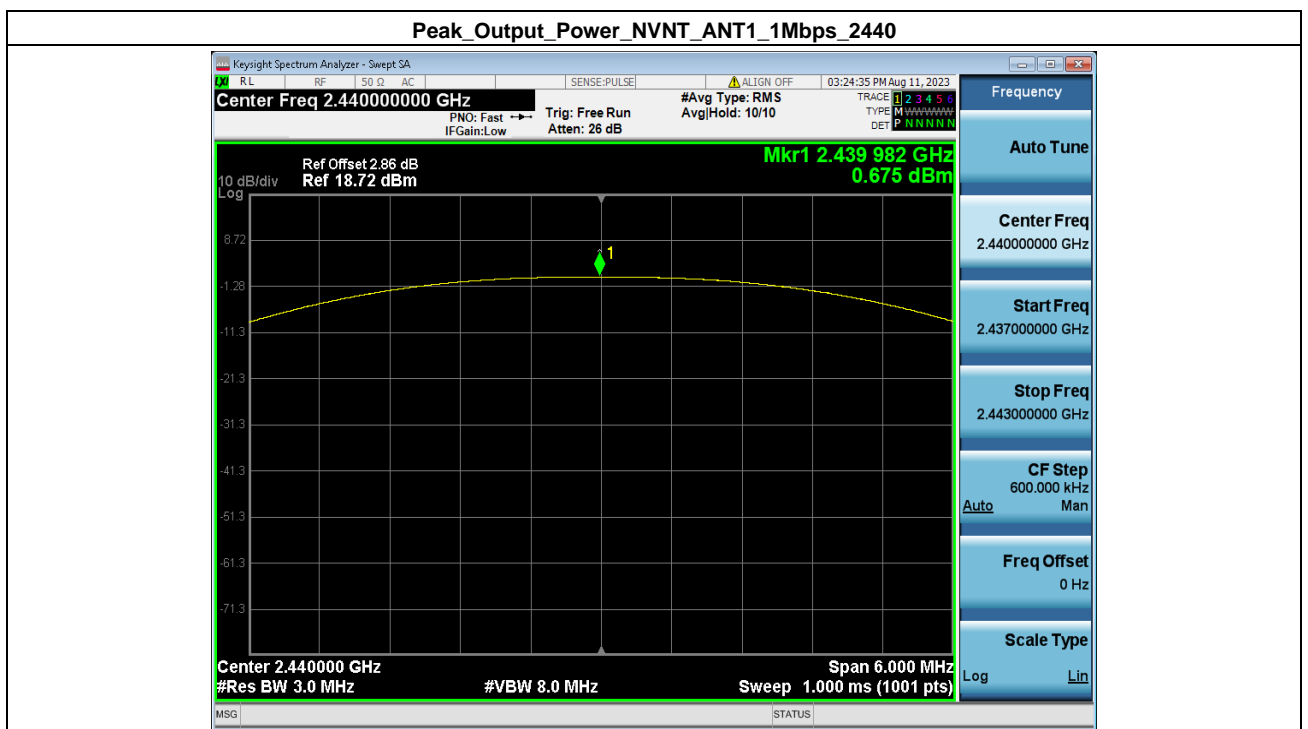 Peak_Output_Power_NVNT_ANT1_1Mbps_2440
Keysight Spectrum Analyzer - Swept SA
LXI RL RF 50 Ω AC SENSE:PULSE ALIGN OFF 03:24:35 PM Aug 11, 2023
Center Freq 2.440000000 GHz
PNO: Fast
IFGain:Low
Trig: Free Run
Atten: 26 dB
#Avg Type: RMS
Avg|Hold: 10/10
TRACE 1 2 3 4 5 6
TYPE M WWWWW
DET P N N N N N
Mkr1 2.439 982 GHz
0.675 dBm
Ref Offset 2.86 dB
10 dB/div Ref 18.72 dBm
Log
8.72
-1.28
-11.3
-21.3
-31.3
-41.3
-51.3
-61.3
-71.3
1
Center 2.440000 GHz Span 6.000 MHz
#Res BW 3.0 MHz #VBW 8.0 MHz Sweep 1.000 ms (1001 pts)
MSG STATUS
Frequency
Auto Tune
Center Freq
2.440000000 GHz
Start Freq
2.437000000 GHz
Stop Freq
2.443000000 GHz
CF Step
600.000 kHz
Auto Man
Freq Offset
0 Hz
Scale Type
Log Lin